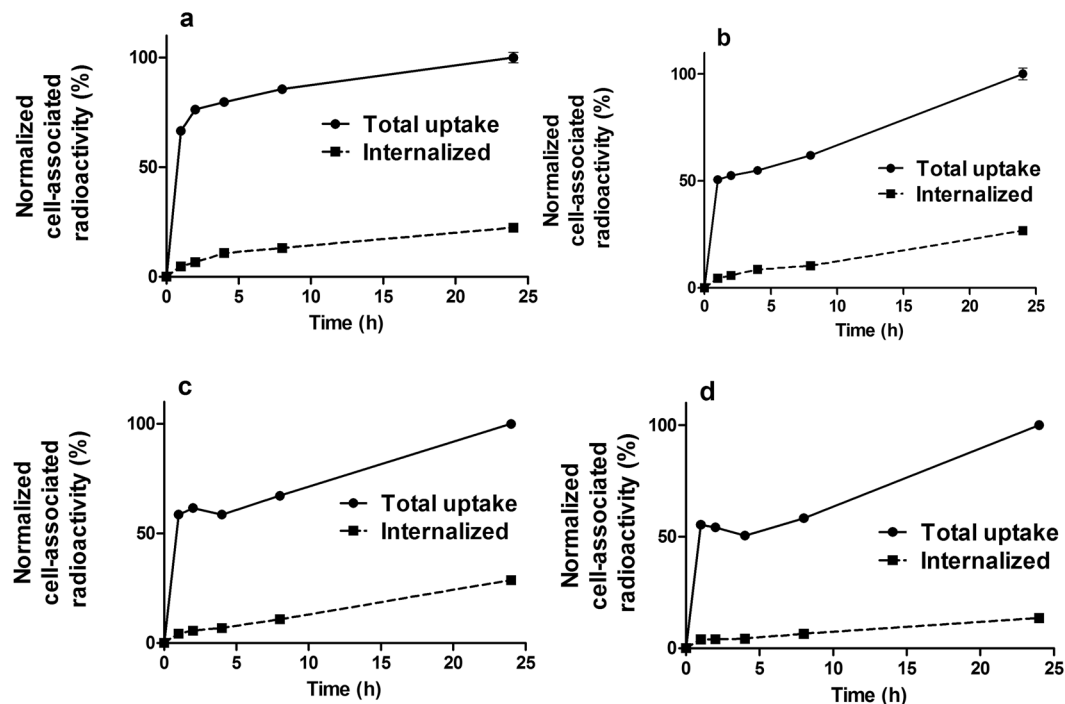 a
Normalized
cell-associated
radioactivity (%)
100
50
0
Total uptake
Internalized
0 5 10 15 20 25
Time (h)
b
Normalized
cell-associated
radioactivity (%)
100
50
0
Total uptake
Internalized
0 5 10 15 20 25
Time (h)
c
Normalized
cell-associated
radioactivity (%)
100
50
0
Total uptake
Internalized
0 5 10 15 20 25
Time (h)
d
Normalized
cell-associated
radioactivity (%)
100
50
0
Total uptake
Internalized
0 5 10 15 20 25
Time (h)